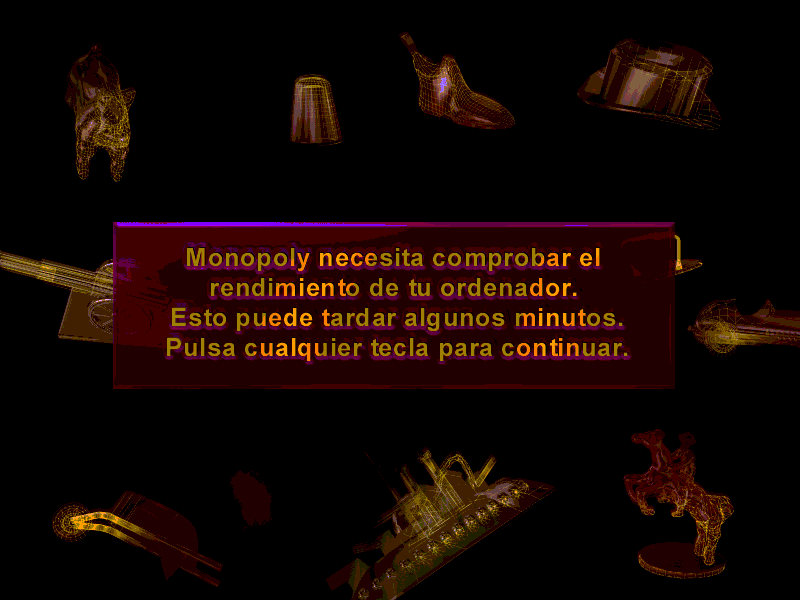 Monopoly necesita comprobar el
rendimiento de tu ordenador.
Esto puede tardar algunos minutos.
Pulsa cualquier tecla para continuar.